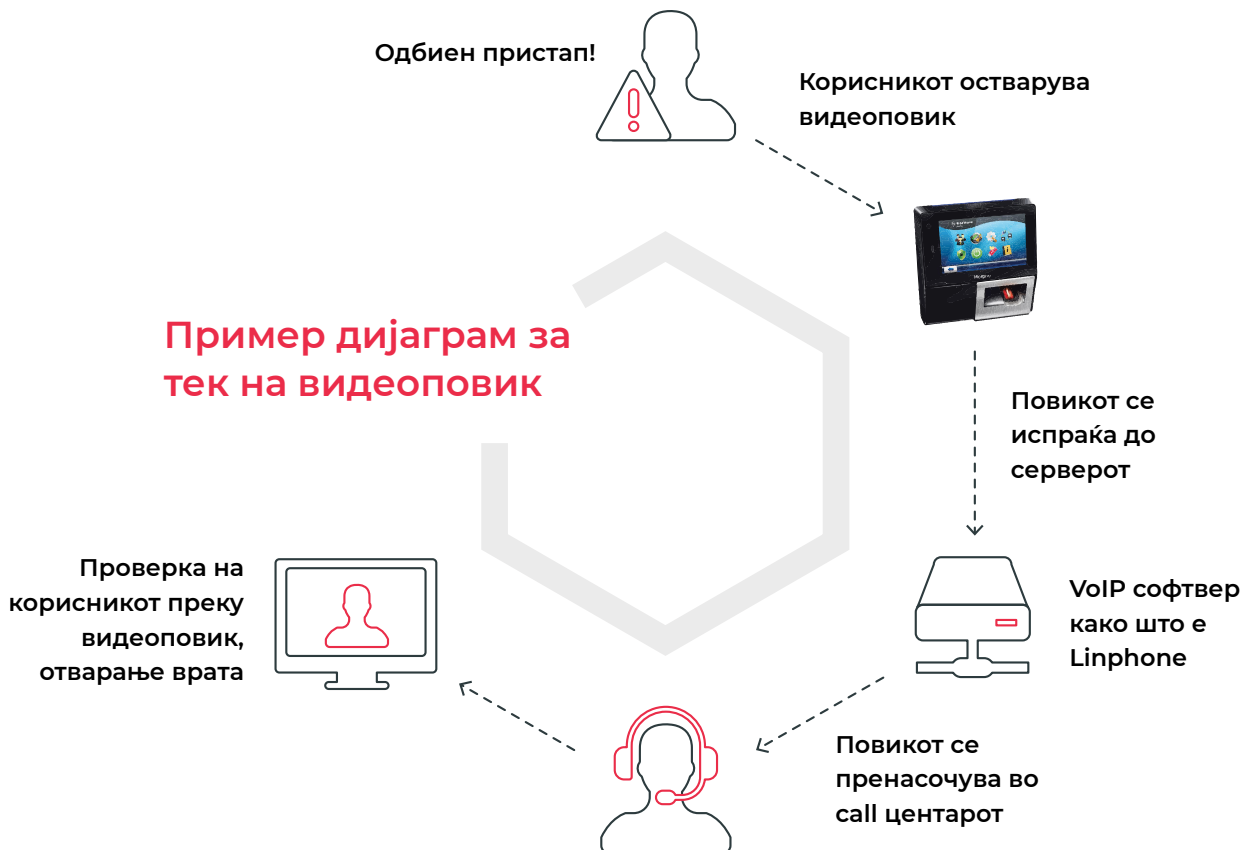 Одбиен пристап!
Корисникот остварува
видеоповик
Пример дијаграм за
тек на видеоповик
Повикот се
испраќа до
серверот
VoIP софтвер
како што е
Linphone
Повикот се
пренасочува во
call центарот
Проверка на
корисникот преку
видеоповик,
отварање врата